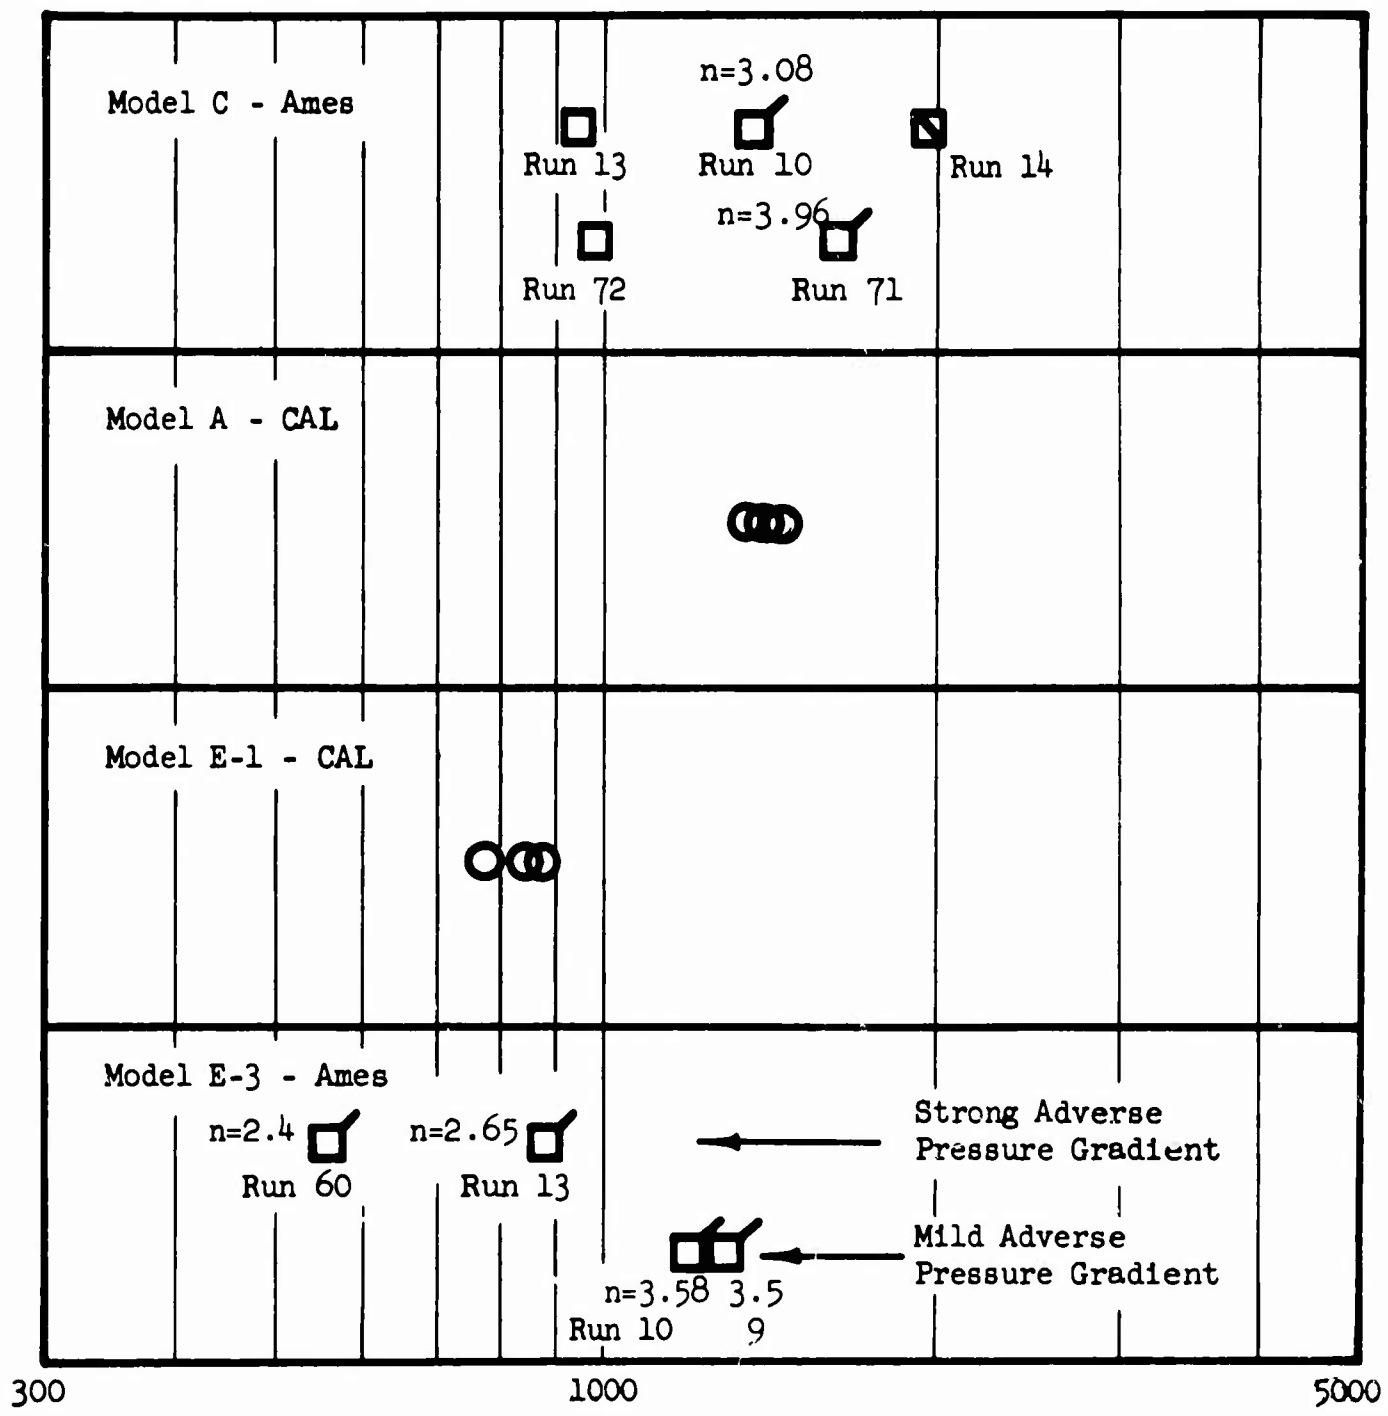 n=3.08
Model C - Ames
Run 13
Run 10
Run 14
n=3.96
Run 72
Run 71
Model A - CAL
Model E-1 - CAL
Model E-3 - Ames
Strong Adverse
Pressure Gradient
n=2.4
n=2.65
Run 60
Run 13
Mild Adverse
Pressure Gradient
n=3.58 3.5
Run 10 9
300 1000 5000